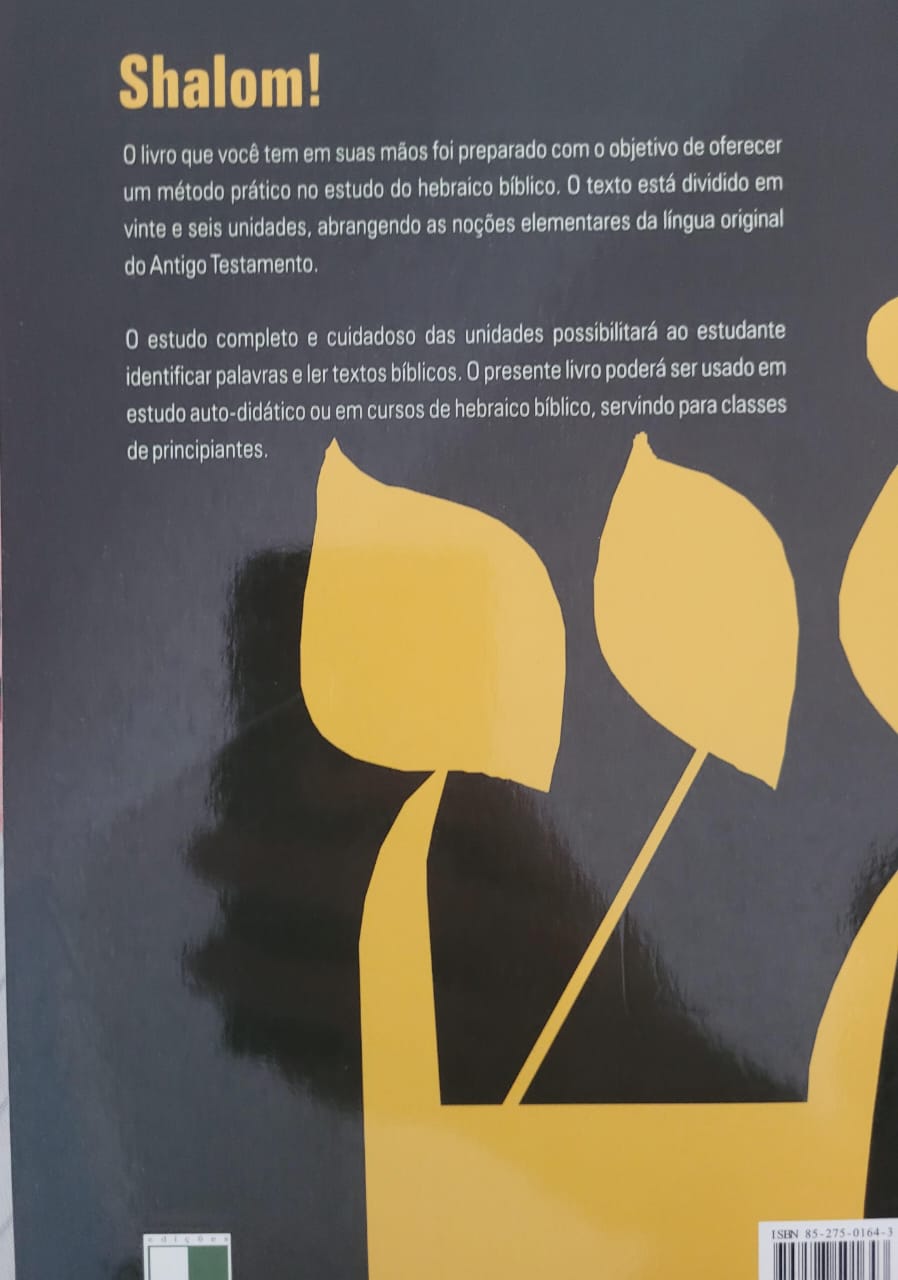 Shalom!
O livro que você tem em suas mãos foi preparado com o objetivo de oferecer
um método prático no estudo do hebraico bíblico. O texto está dividido em
vinte e seis unidades, abrangendo as noções elementares da língua original
do Antigo Testamento.
O estudo completo e cuidadoso das unidades possibilitará ao estudante
identificar palavras e ler textos bíblicos. O presente livro poderá ser usado em
estudo auto-didático ou em cursos de hebraico bíblico, servindo para classes
de principiantes.
שׁ
edições
ISBN 85-275-0164-3